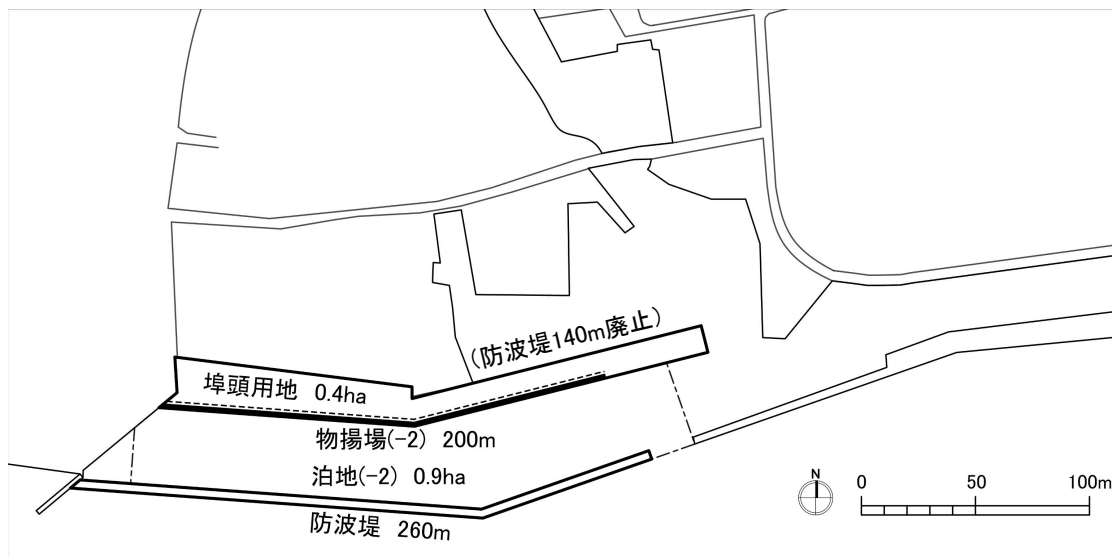 (防波堤140m廃止)
埠頭用地 0.4ha
物揚場(-2) 200m
泊地(-2) 0.9ha
防波堤 260m
N
0 50 100m